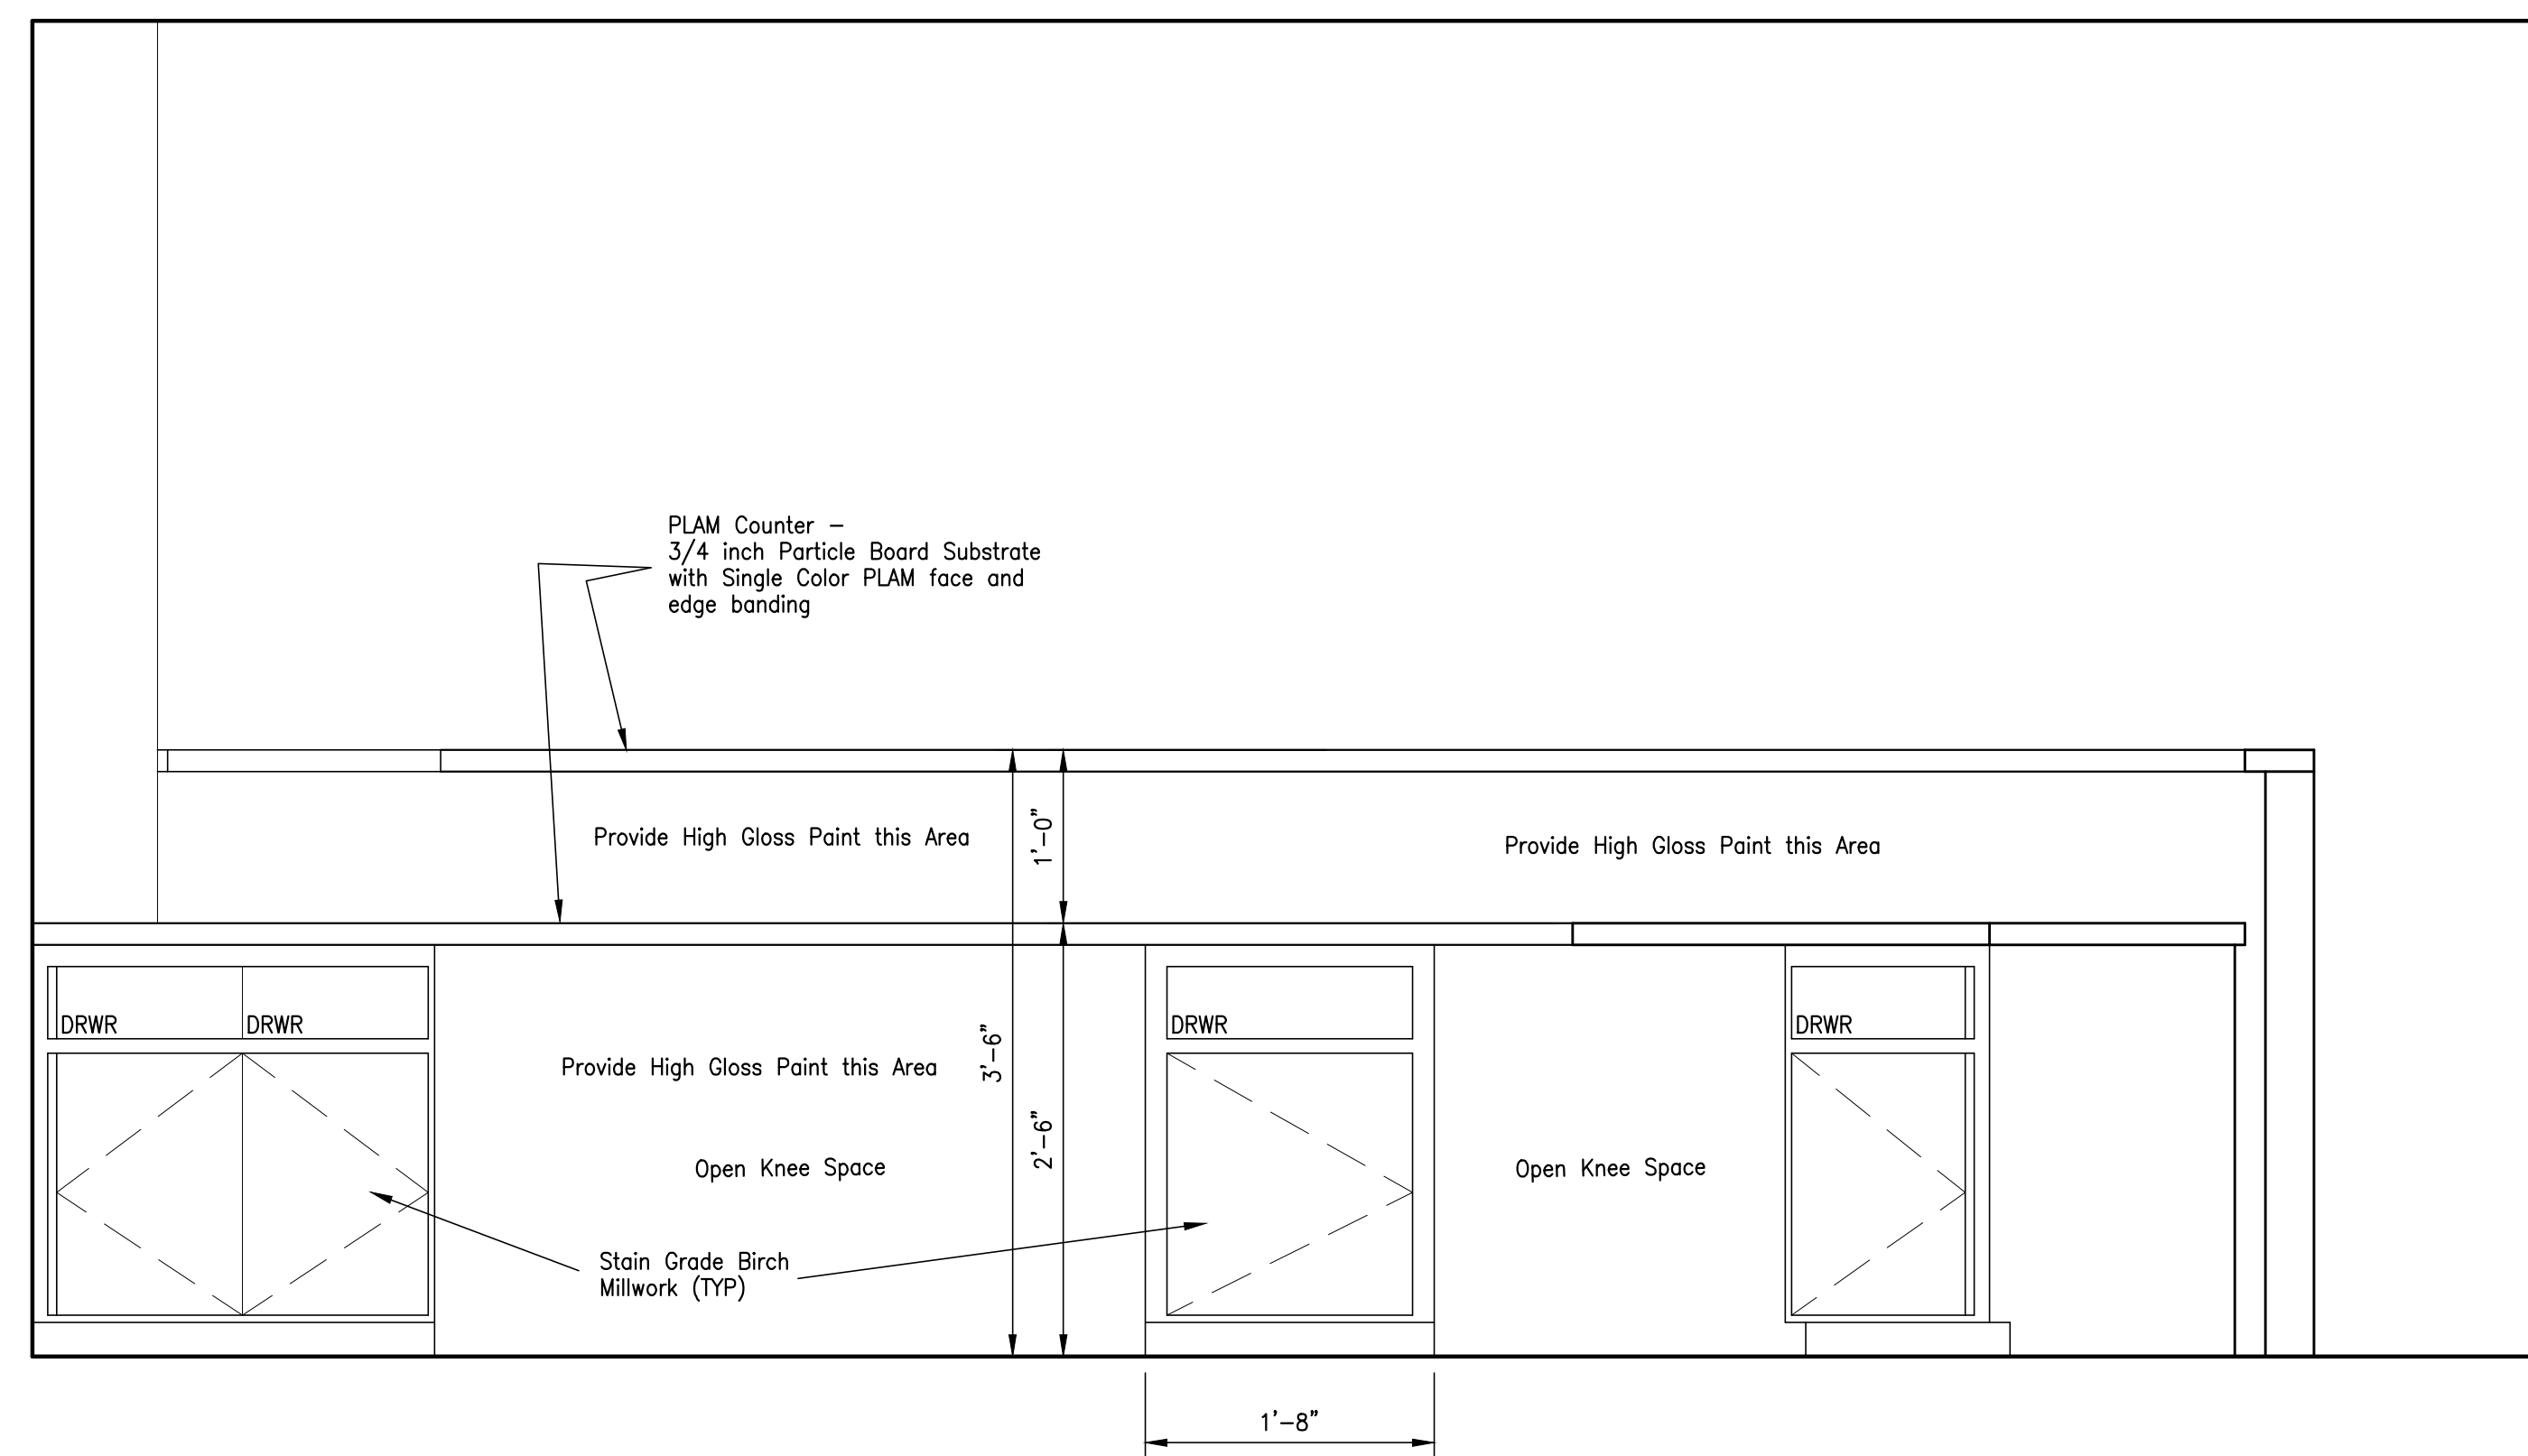 PLAM Counter –
3/4 inch Particle Board Substrate
with Single Color PLAM face and
edge banding
Provide High Gloss Paint this Area
1'–0"
Provide High Gloss Paint this Area
DRWR
DRWR
DRWR
DRWR
Provide High Gloss Paint this Area
3'–6"
2'–6"
Open Knee Space
Open Knee Space
Stain Grade Birch
Millwork (TYP)
1'–8"